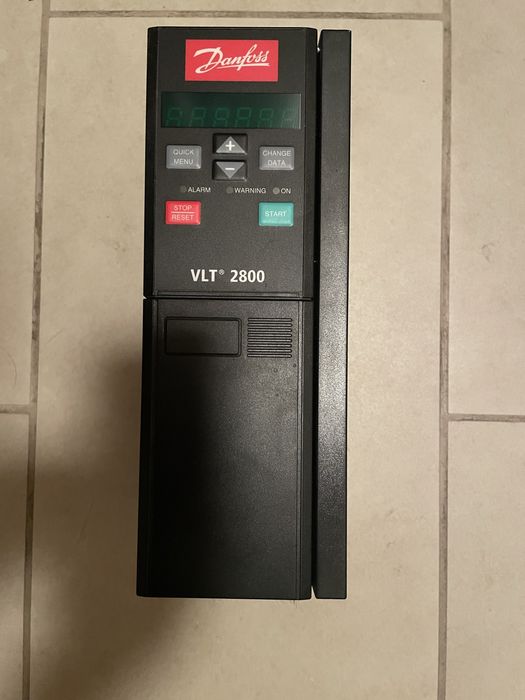 Danfoss
QUICK MENU
+
CHANGE DATA
-
ALARM WARNING ON
STOP RESET
START
VLT® 2800